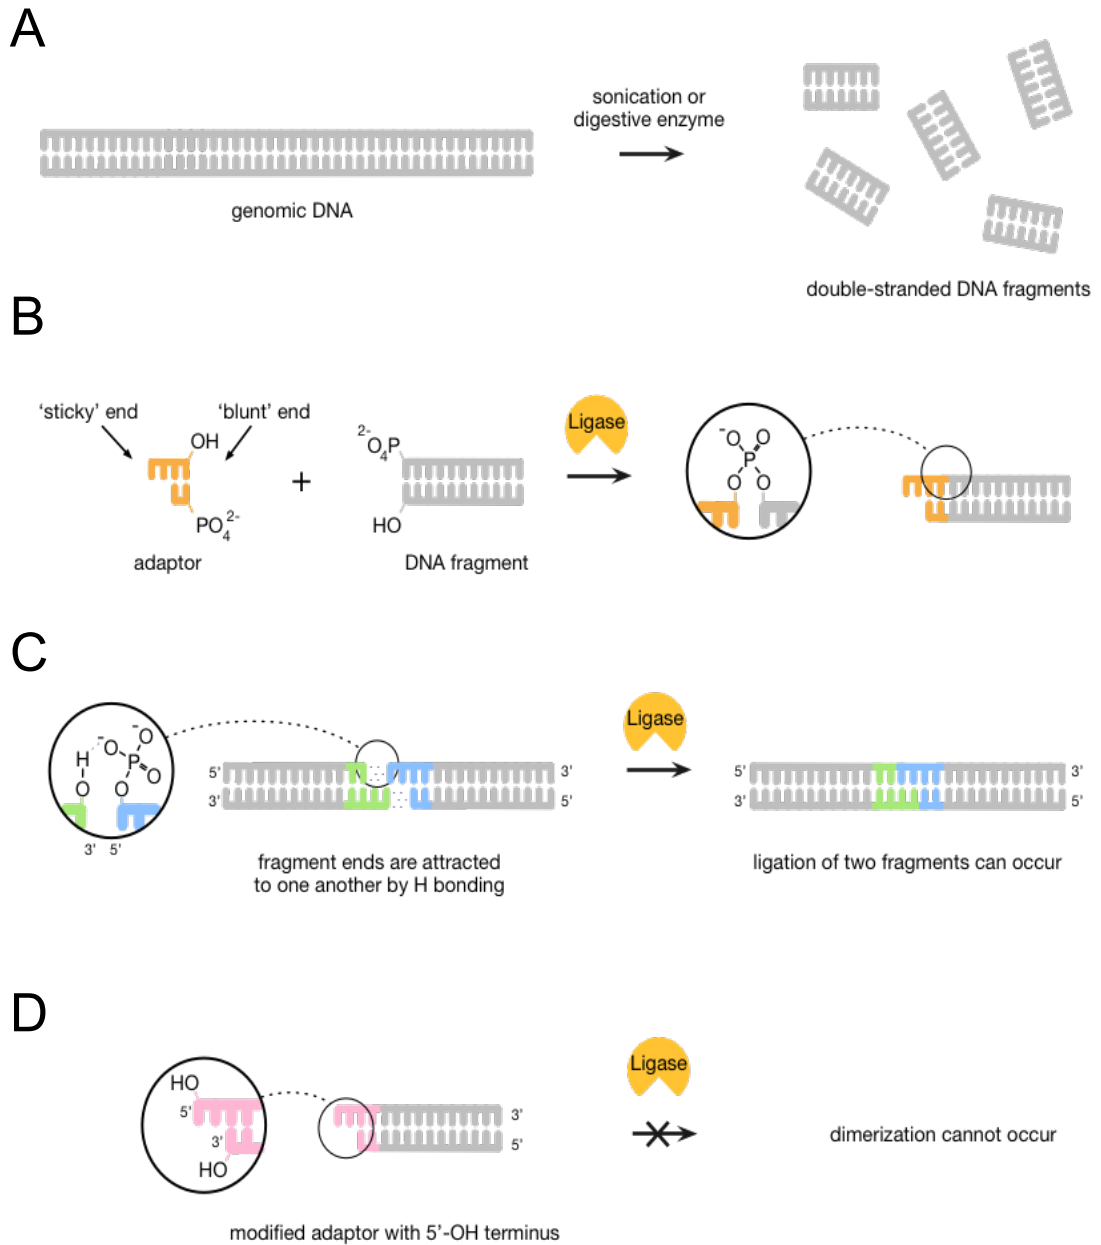 A
sonication or
digestive enzyme
genomic DNA
double-stranded DNA fragments
B
'sticky' end
'blunt' end
OH
PO₄²⁻
adaptor
+
²⁻O₄P
HO
DNA fragment
Ligase
⁻O O
P
O O
C
H
O
⁻O
P
O⁻
O
O
3' 5'
5' 3'
3' 5'
fragment ends are attracted
to one another by H bonding
Ligase
5' 3'
3' 5'
ligation of two fragments can occur
D
HO
5'
3'
HO
3'
5'
modified adaptor with 5'-OH terminus
Ligase
dimerization cannot occur